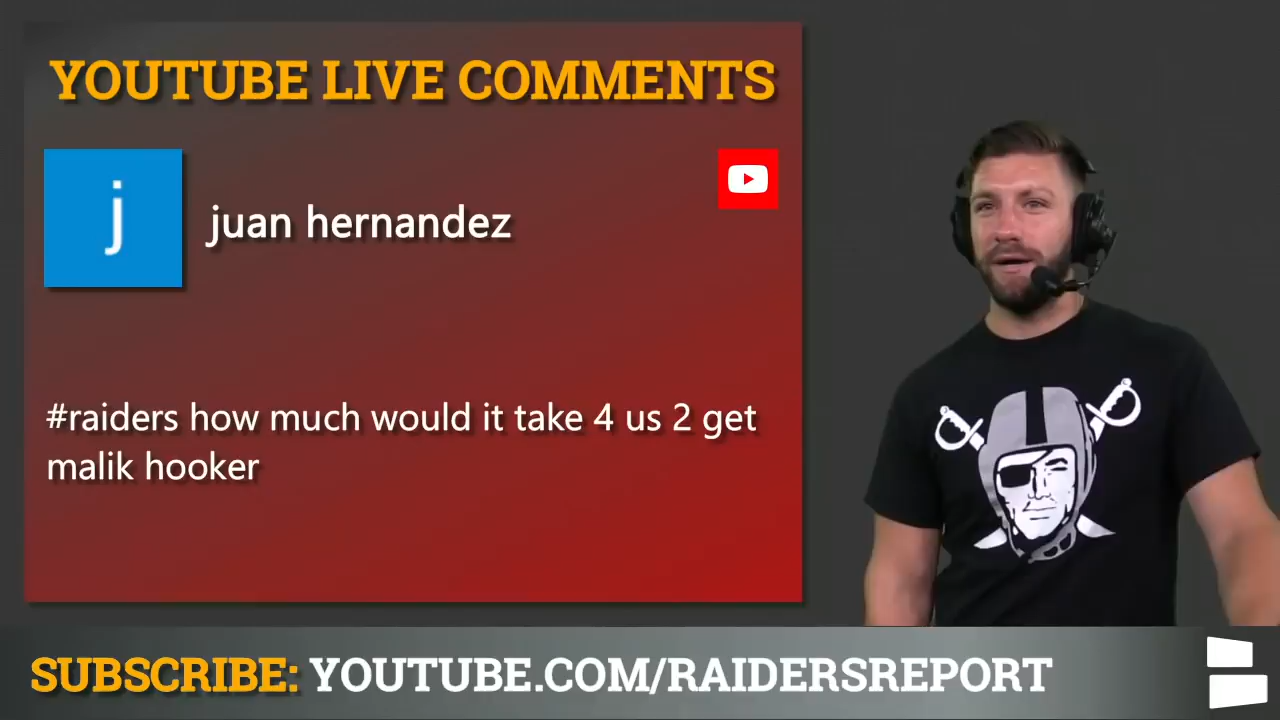 YOUTUBE LIVE COMMENTS
j
juan hernandez
#raiders how much would it take 4 us 2 get
malik hooker
SUBSCRIBE: YOUTUBE.COM/RAIDERSREPORT